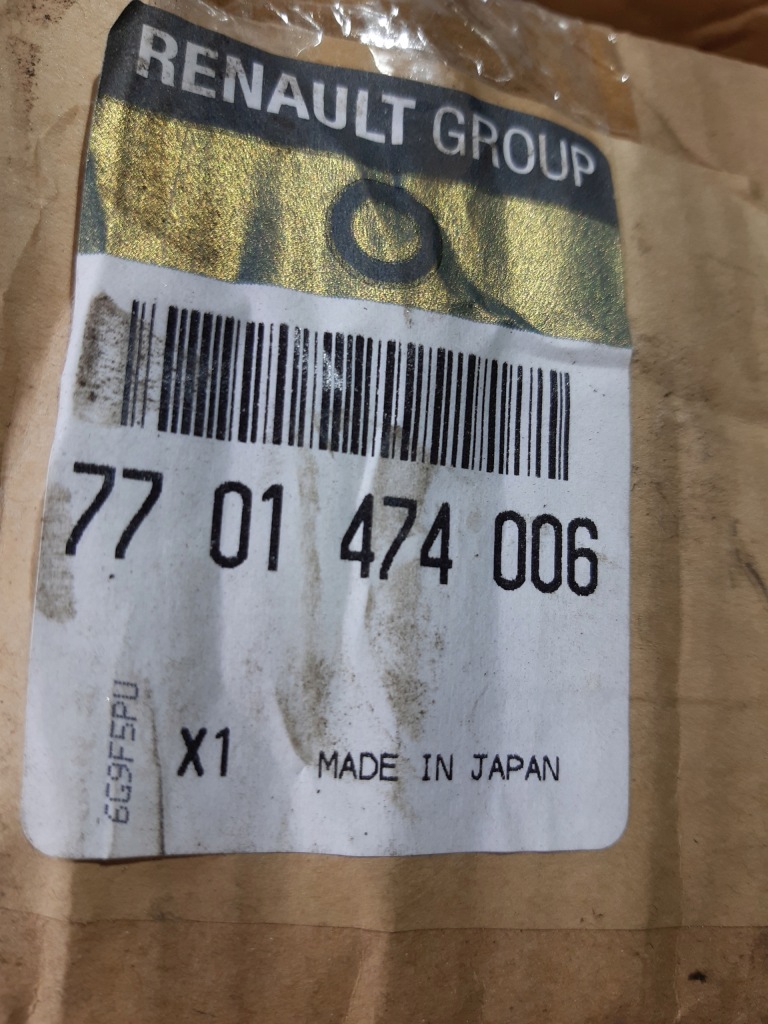 RENAULT GROUP
77 01 474 006
6G9F5PU
X1 MADE IN JAPAN